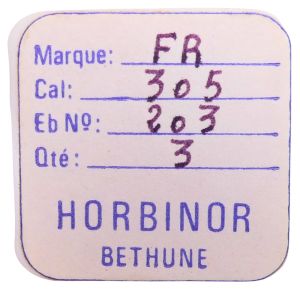 Marque: FR
Cal: 305
Eb Nº: 203
Qté: 3
HORBINOR
BETHUNE